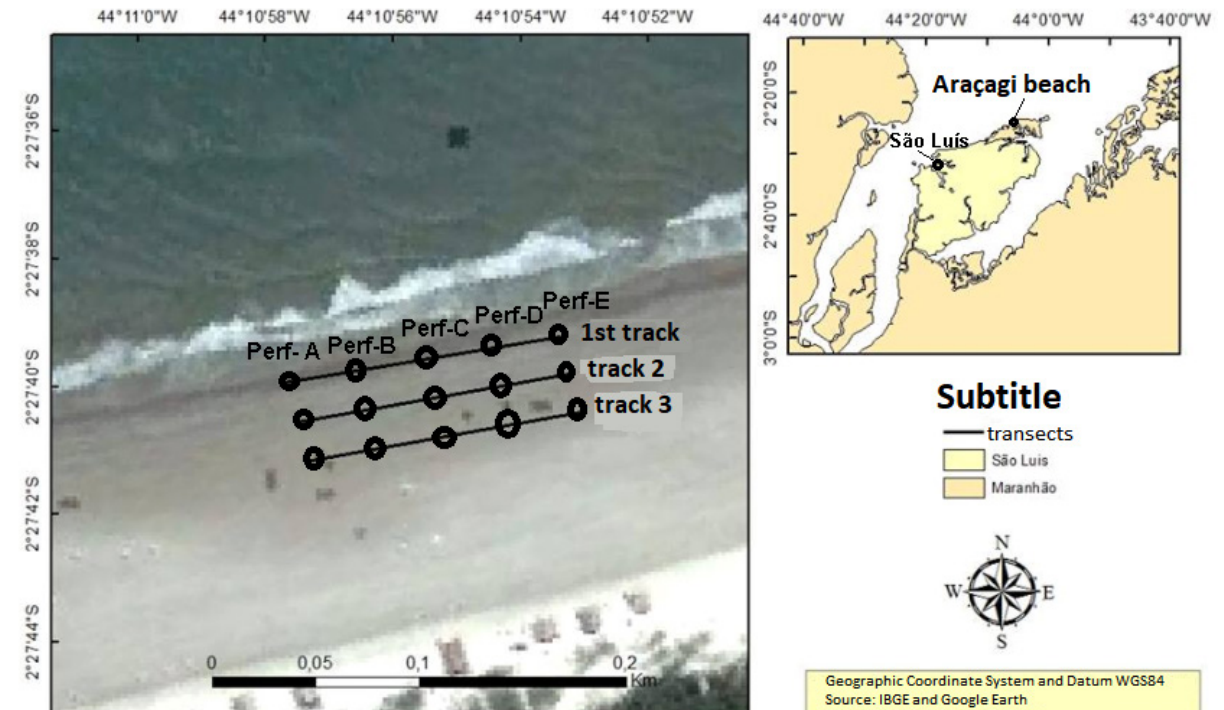 44°11'0"W 44°10'58"W 44°10'56"W 44°10'54"W 44°10'52"W
2°27'36"S
2°27'38"S
2°27'40"S
2°27'42"S
2°27'44"S
Perf- A Perf-B Perf-C Perf-D Perf-E
1st track
track 2
track 3
0 0,05 0,1 0,2
Km
44°40'0"W 44°20'0"W 44°0'0"W 43°40'0"W
2°20'0"S
2°40'0"S
3°0'0"S
Araçagi beach
São Luís
Subtitle
transects
São Luis
Maranhão
N
W E
S
Geographic Coordinate System and Datum WGS84
Source: IBGE and Google Earth